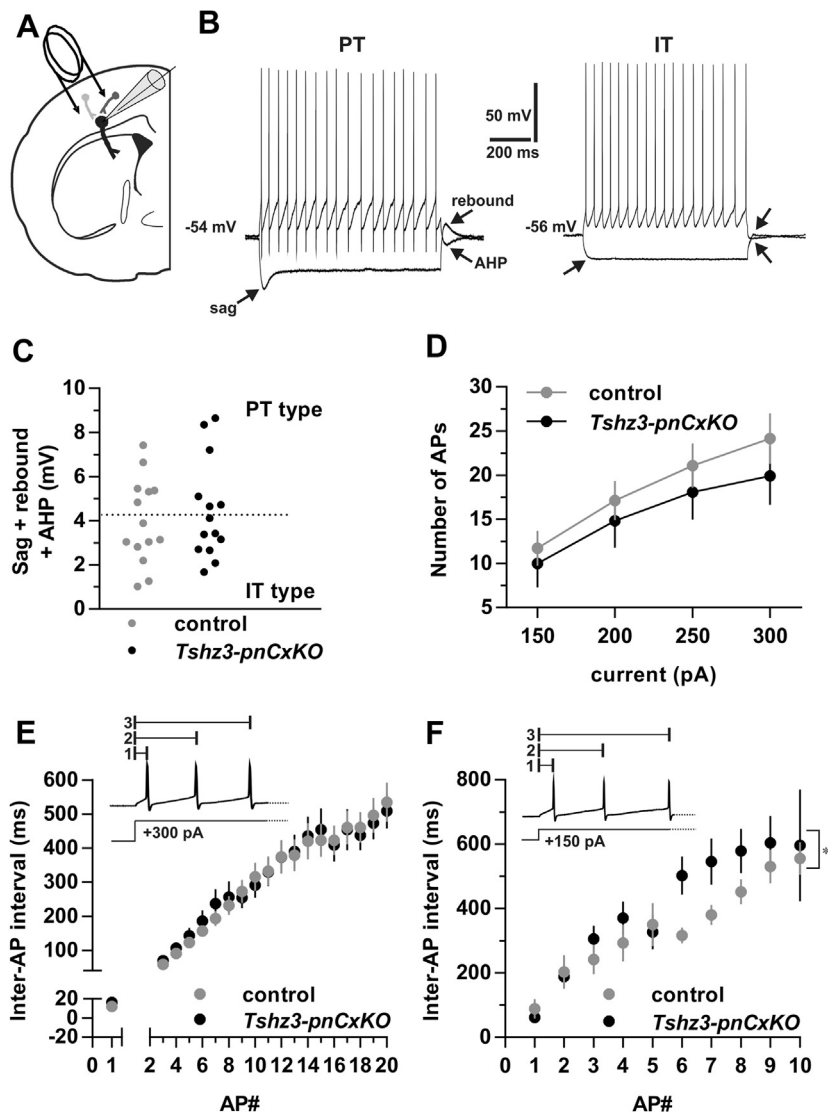 A
B
PT
IT
50 mV
200 ms
-54 mV
rebound
AHP
sag
-56 mV
C
Sag + rebound
+ AHP (mV)
10
8
6
4
2
0
PT type
IT type
control
Tshz3-pnCxKO
D
Number of APs
30
25
20
15
10
5
control
Tshz3-pnCxKO
150 200 250 300
current (pA)
E
3
2
1
+300 pA
Inter-AP interval (ms)
600
500
400
300
200
100
20
0
-20
control
Tshz3-pnCxKO
0 1 2 4 6 8 10 12 14 16 18 20
AP#
F
3
2
1
+150 pA
Inter-AP interval (ms)
800
600
400
200
0
*
control
Tshz3-pnCxKO
0 1 2 3 4 5 6 7 8 9 10
AP#